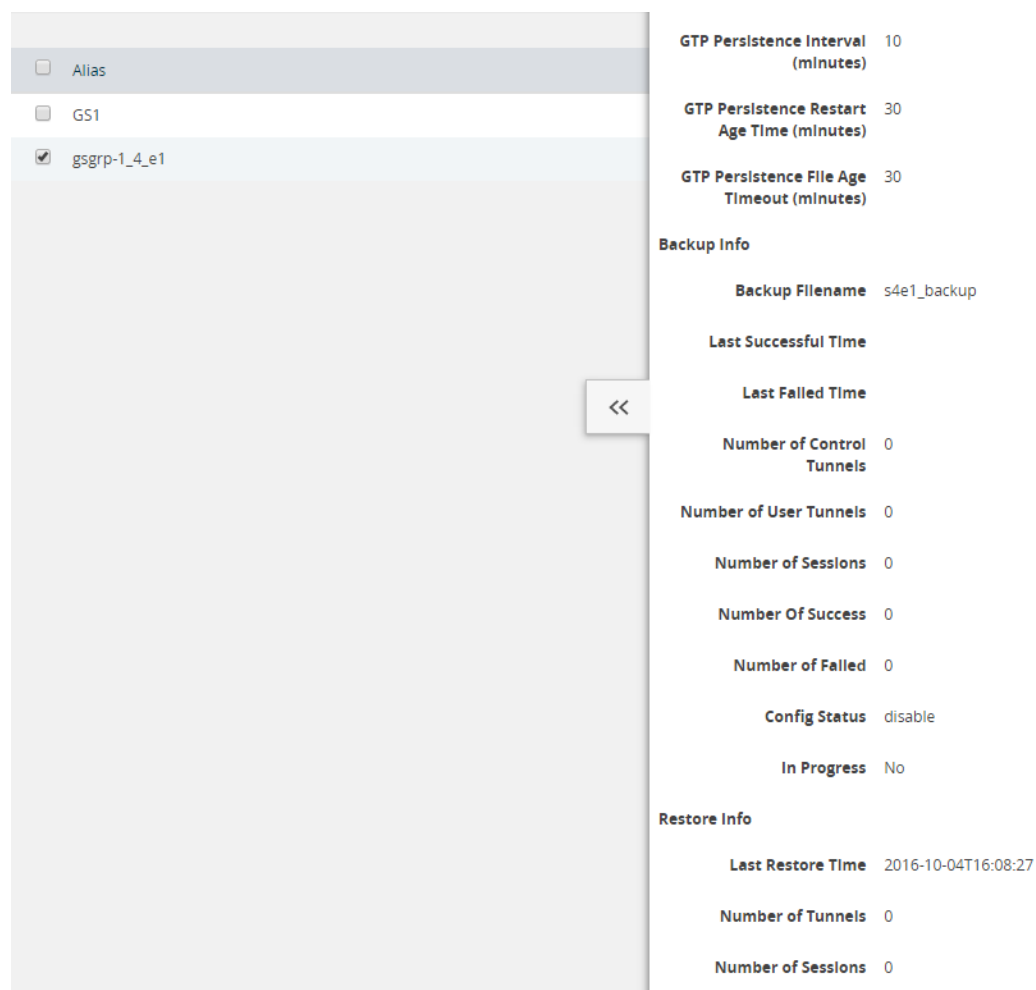 Alias
GS1
gsgrp-1_4_e1
GTP Persistence Interval 10
(minutes)
GTP Persistence Restart 30
Age Time (minutes)
GTP Persistence File Age 30
Timeout (minutes)
Backup Info
Backup Filename s4e1_backup
Last Successful Time
Last Failed Time
<<
Number of Control 0
Tunnels
Number of User Tunnels 0
Number of Sessions 0
Number Of Success 0
Number of Failed 0
Config Status disable
In Progress No
Restore Info
Last Restore Time 2016-10-04T16:08:27
Number of Tunnels 0
Number of Sessions 0